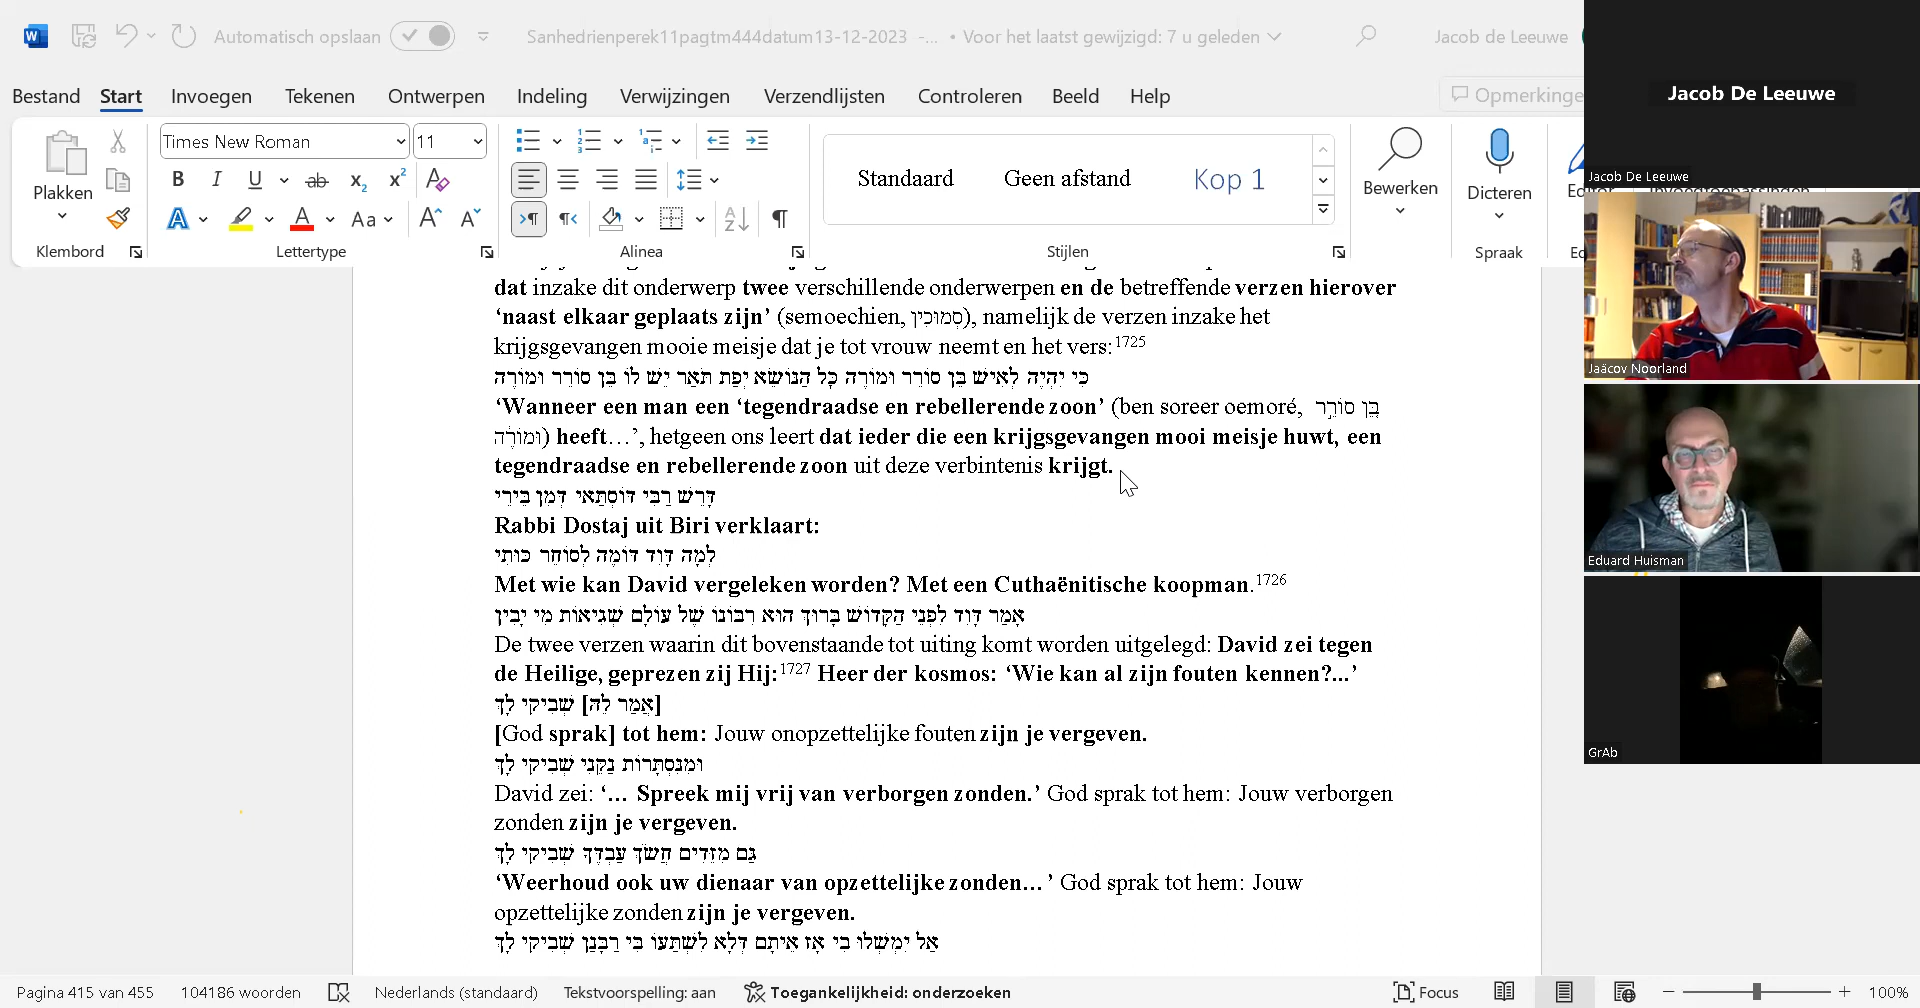 Automatisch opslaan
Sanhedrienperek11pagtm444datum13-12-2023 -... • Voor het laatst gewijzigd: 7 u geleden
Jacob de Leeuwe
Bestand Start Invoegen Tekenen Ontwerpen Indeling Verwijzingen Verzendlijsten Controleren Beeld Help
Opmerkinge
Times New Roman 11
Plakken
Standaard Geen afstand Kop 1
Bewerken
Dicteren
Klembord Lettertype Alinea Stijlen Spraak
dat inzake dit onderwerp twee verschillende onderwerpen en de betreffende verzen hierover
‘naast elkaar geplaats zijn’ (semoechien, סְמוּכִין), namelijk de verzen inzake het
krijgsgevangen mooie meisje dat je tot vrouw neemt en het vers:1725
כִּי יִהְיֶה לְאִישׁ בֵּן סוֹרֵר וּמוֹרֶה כׇּל הַנּוֹשֵׂא יְפַת תֹּאַר יֵשׁ לוֹ בֵּן סוֹרֵר וּמוֹרֶה
‘Wanneer een man een ‘tegendraadse en rebellerende zoon’ (ben soreer oemoré, בֵּן סוֹרֵר
וּמוֹרֶה) heeft…’, hetgeen ons leert dat ieder die een krijgsgevangen mooi meisje huwt, een
tegendraadse en rebellerende zoon uit deze verbintenis krijgt.
דָּרֵשׁ רַבִּי דּוֹסְתַּאי דְּמִן בֵּירֵי
Rabbi Dostaj uit Biri verklaart:
לְמָה דָּוִד דּוֹמֶה לְסוֹחֵר כּוּתִי
Met wie kan David vergeleken worden? Met een Cuthaënitische koopman.1726
אָמַר דָּוִד לִפְנֵי הַקָּדוֹשׁ בָּרוּךְ הוּא רִבּוֹנוֹ שֶׁל עוֹלָם שְׁגִיאוֹת מִי יָבִין
De twee verzen waarin dit bovenstaande tot uiting komt worden uitgelegd: David zei tegen
de Heilige, geprezen zij Hij:1727 Heer der kosmos: ‘Wie kan al zijn fouten kennen?...’
[אֲמַר לֵהּ] שְׁבִיקִי לָךְ
[God sprak] tot hem: Jouw onopzettelijke fouten zijn je vergeven.
וּמִנִּסְתָּרוֹת נַקֵּנִי שְׁבִיקִי לָךְ
David zei: ‘… Spreek mij vrij van verborgen zonden.’ God sprak tot hem: Jouw verborgen
zonden zijn je vergeven.
גַּם מִזֵּדִים חֲשֹׂךְ עַבְדֶּךָ שְׁבִיקִי לָךְ
‘Weerhoud ook uw dienaar van opzettelijke zonden…’ God sprak tot hem: Jouw
opzettelijke zonden zijn je vergeven.
אַל יִמְשְׁלוּ בִי אָז אֵיתָם דְּלָא לִשְׁתַּעוֹ בִּי רַבָּנַן שְׁבִיקִי לָךְ
Pagina 415 van 455 104186 woorden Nederlands (standaard) Tekstvoorspelling: aan Toegankelijkheid: onderzoeken Focus 100%
Jacob De Leeuwe
Jacob De Leeuwe
Jaäcov Noorland
Eduard Huisman
GrAb